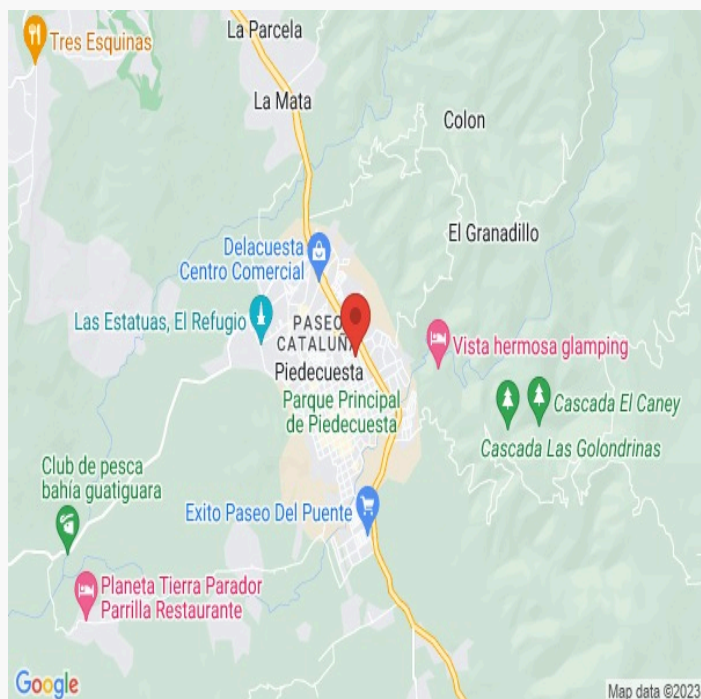 Tres Esquinas
La Parcela
La Mata
Colon
El Granadillo
Delacuesta
Centro Comercial
Las Estatuas, El Refugio
PASEO
CATALUÑA
Vista hermosa glamping
Piedecuesta
Parque Principal
de Piedecuesta
Cascada El Caney
Cascada Las Golondrinas
Club de pesca
bahía guatiguara
Exito Paseo Del Puente
Planeta Tierra Parador
Parrilla Restaurante
Google
Map data ©2023